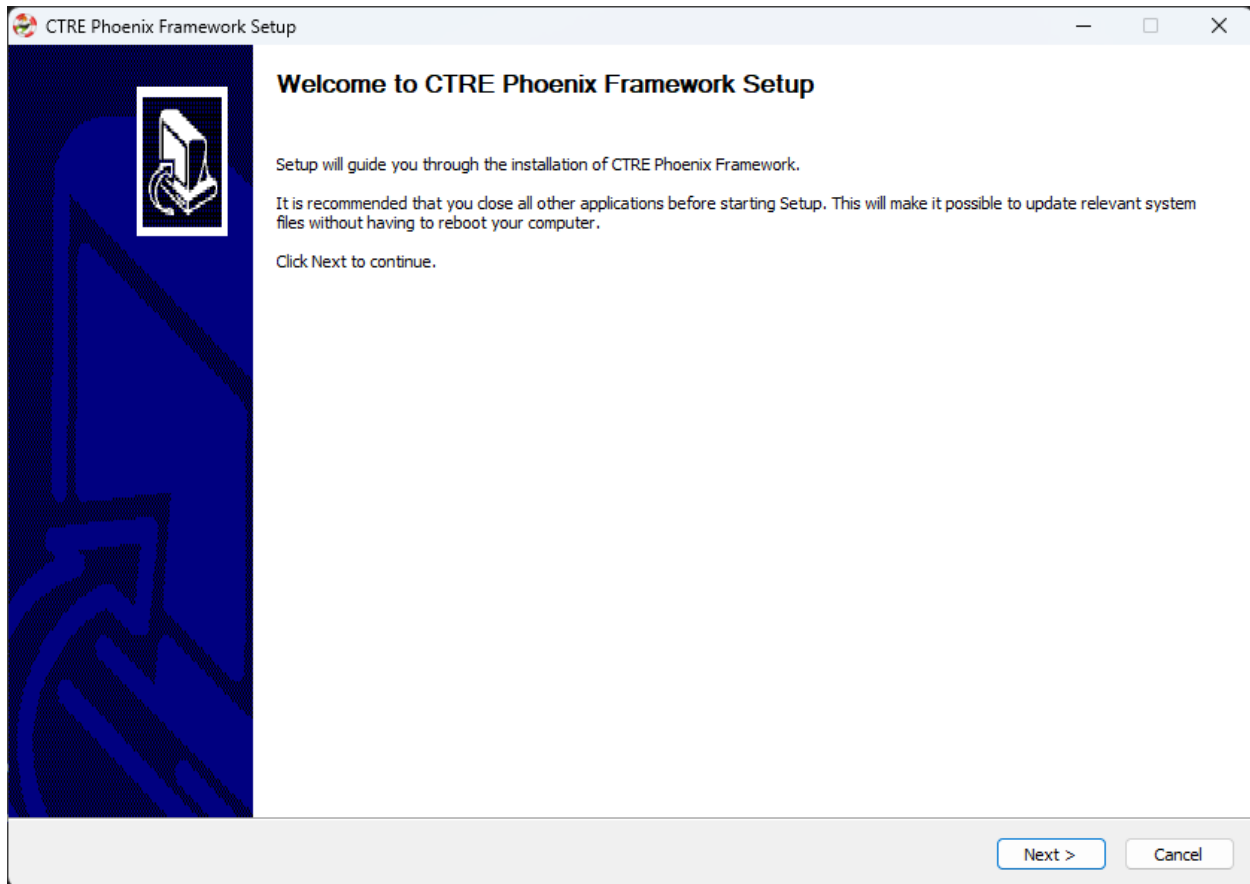 CTRE Phoenix Framework Setup
Welcome to CTRE Phoenix Framework Setup
Setup will guide you through the installation of CTRE Phoenix Framework.
It is recommended that you close all other applications before starting Setup. This will make it possible to update relevant system
files without having to reboot your computer.
Click Next to continue.
Next >
Cancel